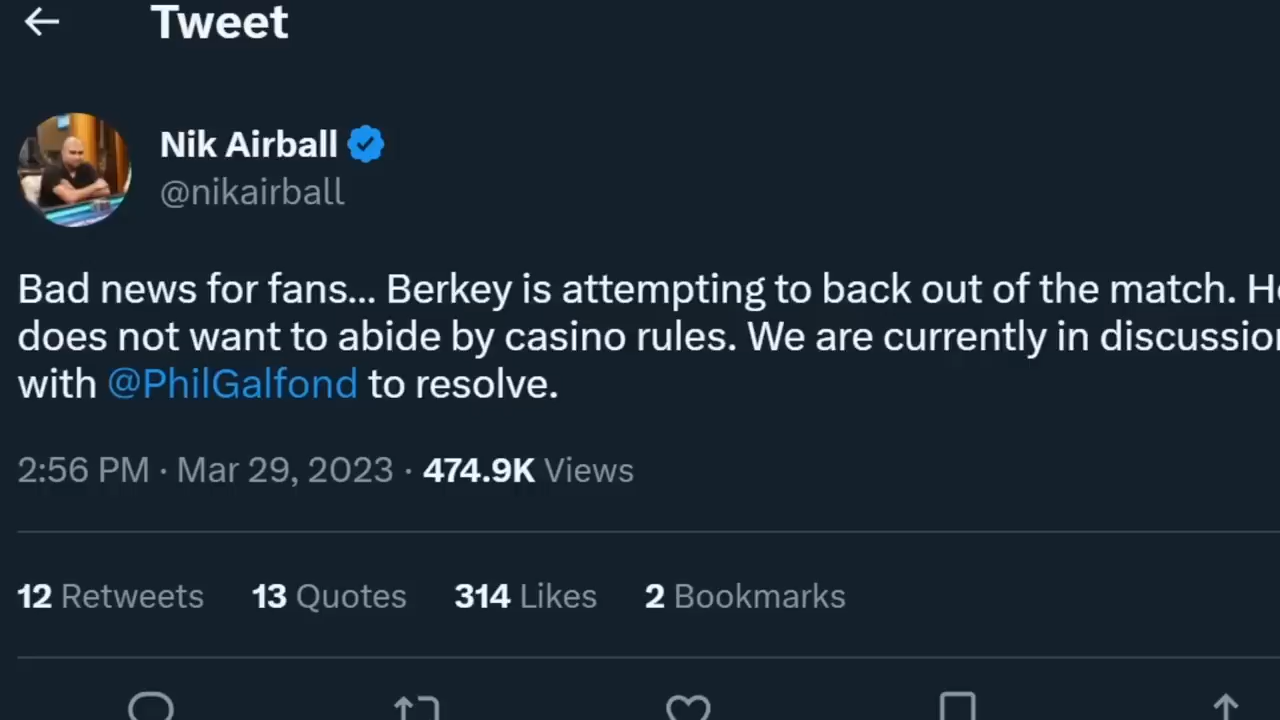 Tweet
Nik Airball
@nikairball
Bad news for fans... Berkey is attempting to back out of the match.
does not want to abide by casino rules. We are currently in
with @PhilGalfond to resolve.
2:56 PM · Mar 29, 2023 · 474.9K Views
12 Retweets 13 Quotes 314 Likes 2 Bookmarks